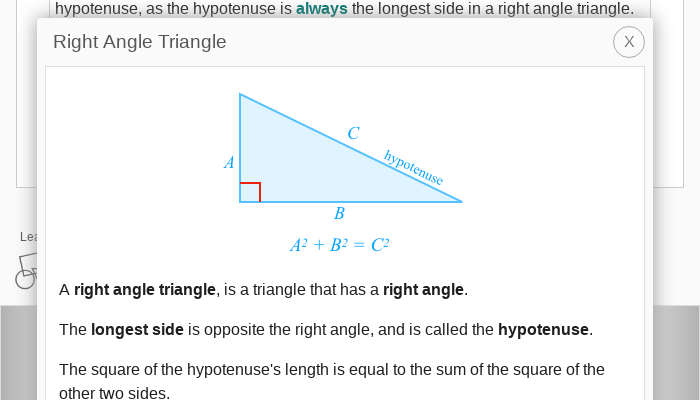 hypotenuse, as the hypotenuse is always the longest side in a right angle triangle.
Right Angle Triangle
X
C
A
hypotenuse
B
A² + B² = C²
Lea
A right angle triangle, is a triangle that has a right angle.
The longest side is opposite the right angle, and is called the hypotenuse.
The square of the hypotenuse's length is equal to the sum of the square of the
other two sides.